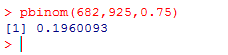 > pbinom(682,925,0.75)
[1] 0.1960093
>